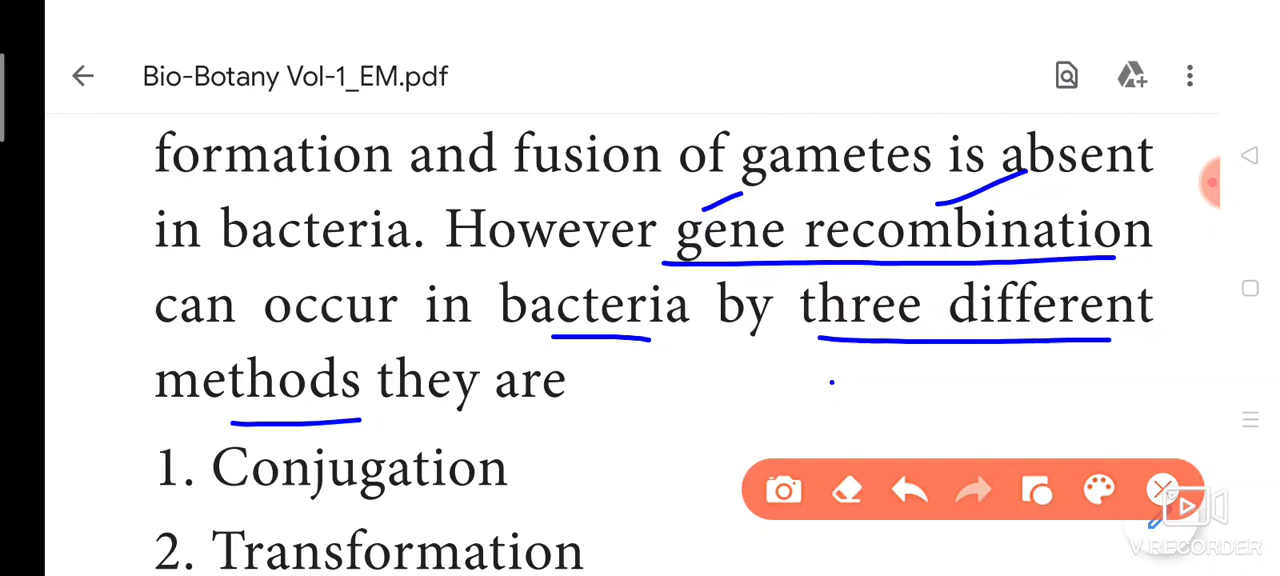 Bio-Botany Vol-1_EM.pdf
formation and fusion of gametes is absent
in bacteria. However gene recombination
can occur in bacteria by three different
methods they are
1. Conjugation
2. Transformation
V RECORDER